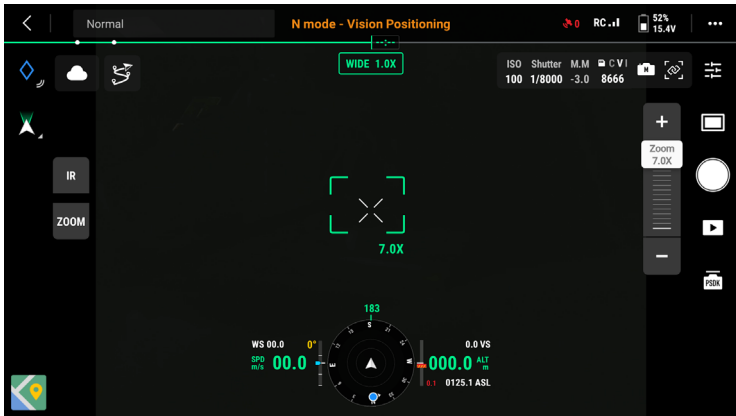 Normal
N mode - Vision Positioning
0
RC
52%
15.4V
--:--
WIDE 1.0X
ISO Shutter M.M C V I
100 1/8000 -3.0 8666
M
Zoom
7.0X
IR
ZOOM
7.0X
PSDK
183
S
W
E
WS 00.0
0°
0.0 VS
SPD
m/s
00.0
000.0
ALT
m
0.1
0125.1 ASL